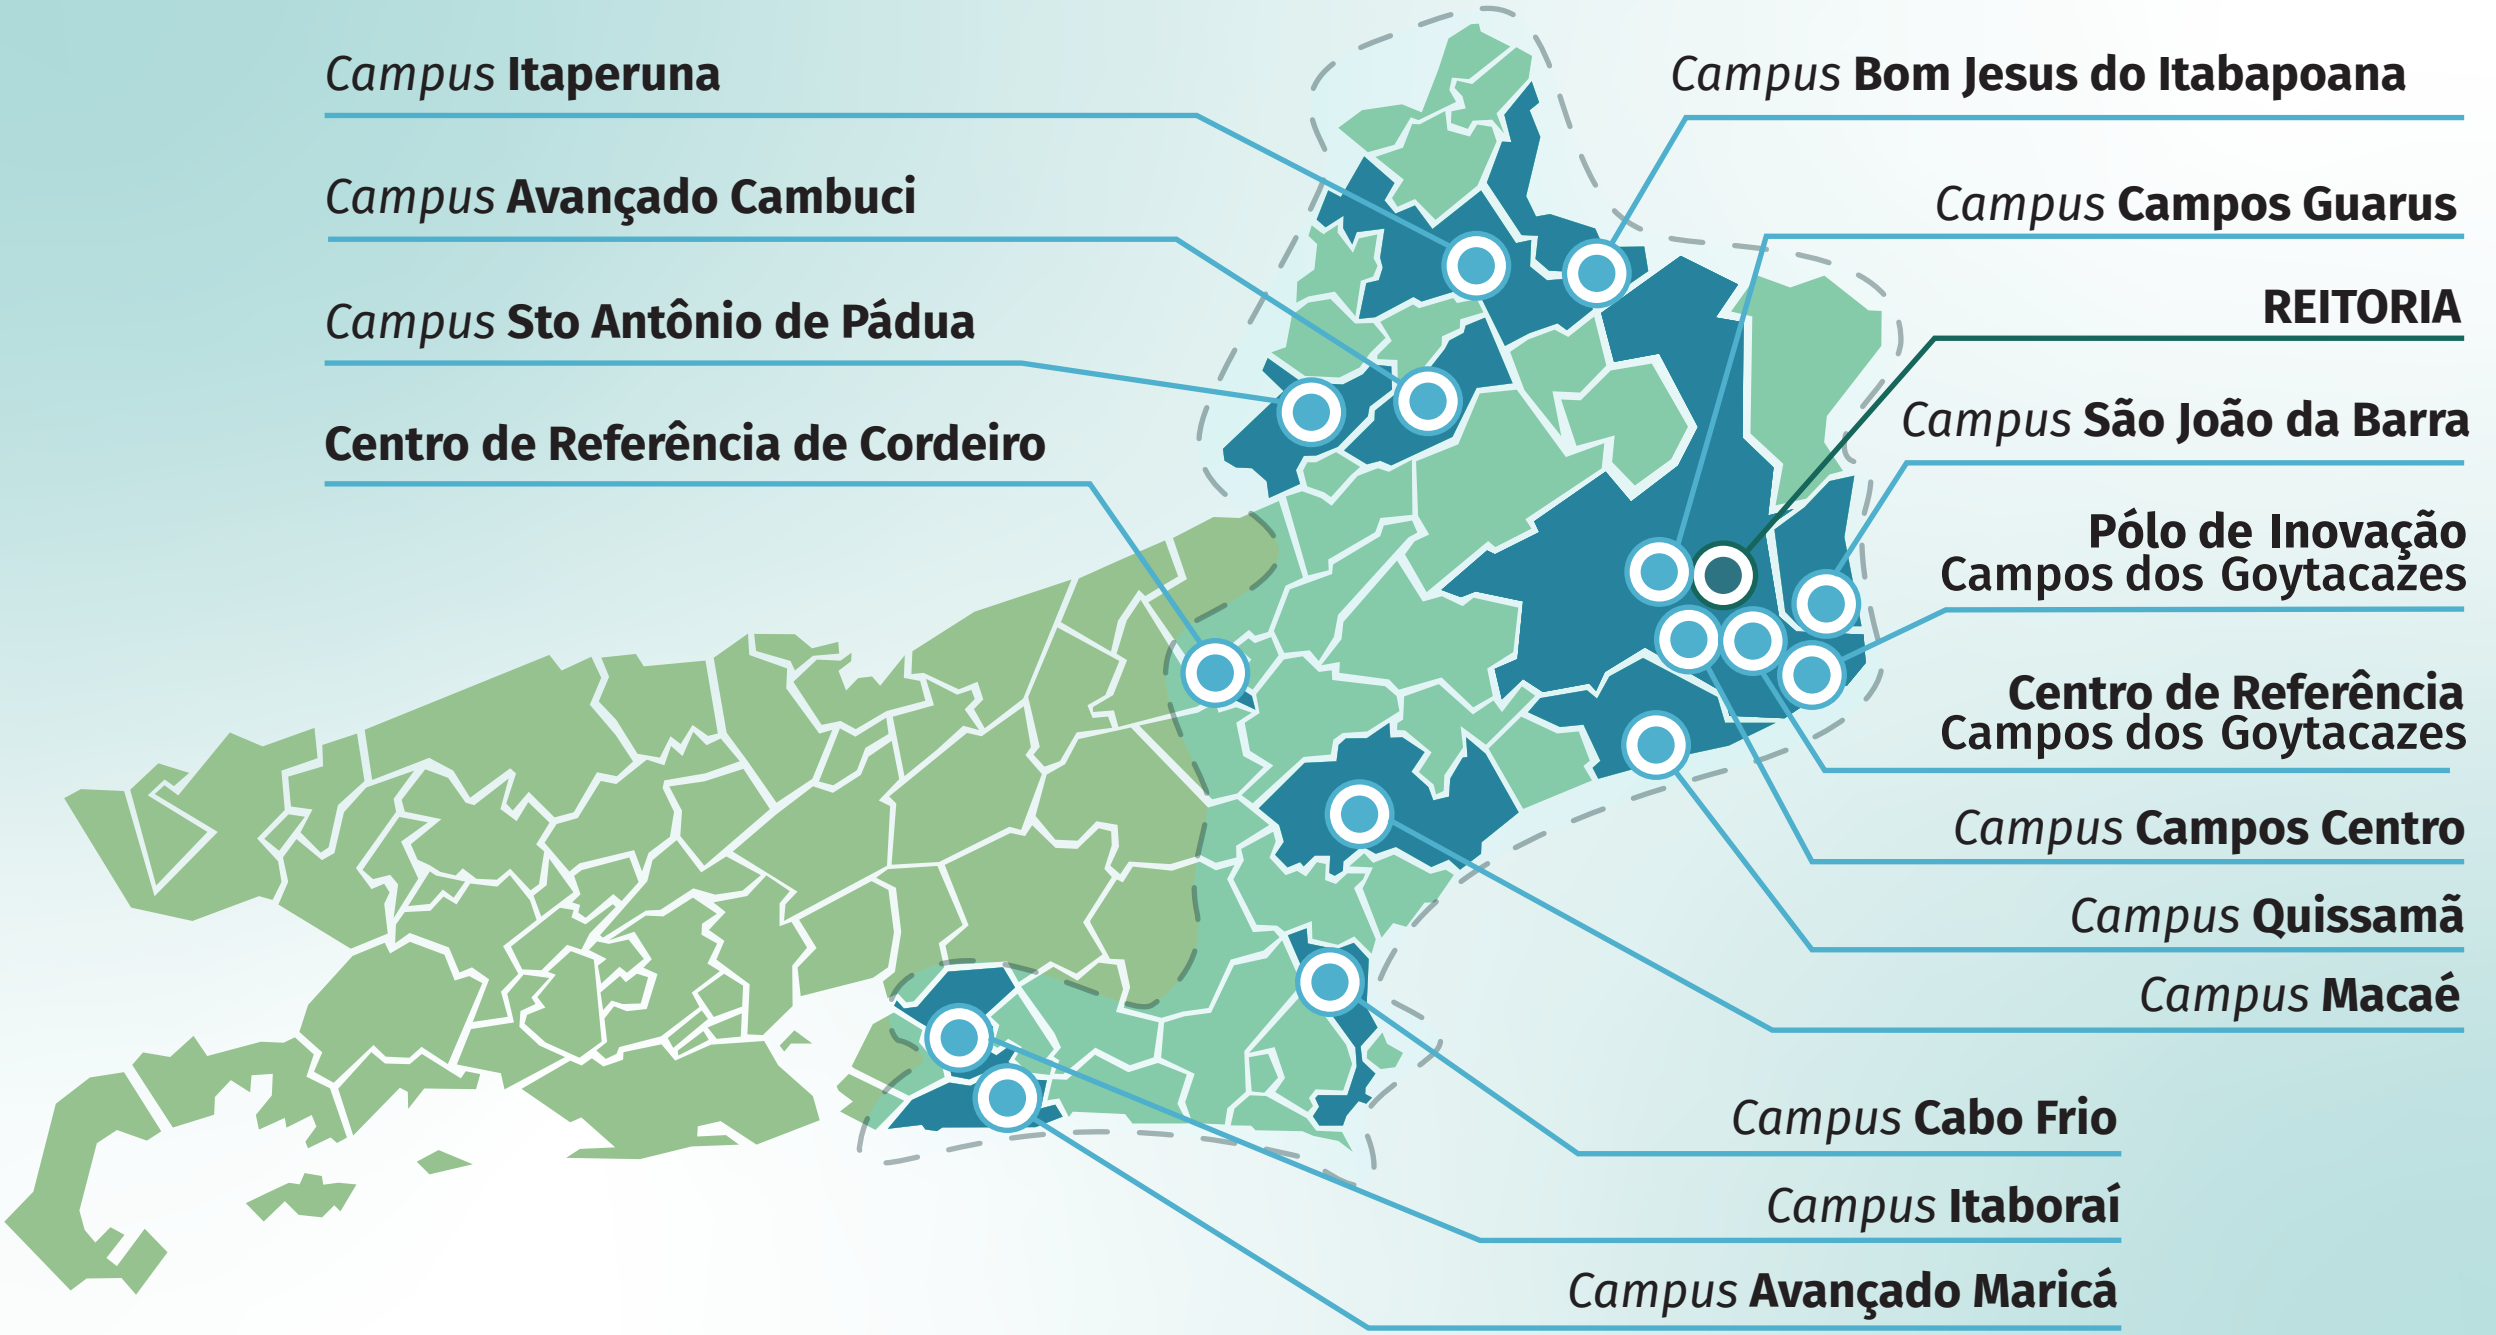 Campus Itaperuna
Campus Avançado Cambuci
Campus Sto Antônio de Pádua
Centro de Referência de Cordeiro
Campus Bom Jesus do Itabapoana
Campus Campos Guarus
REITORIA
Campus São João da Barra
Pólo de Inovação
Campos dos Goytacazes
Centro de Referência
Campos dos Goytacazes
Campus Campos Centro
Campus Quissamã
Campus Macaé
Campus Cabo Frio
Campus Itaboraí
Campus Avançado Maricá